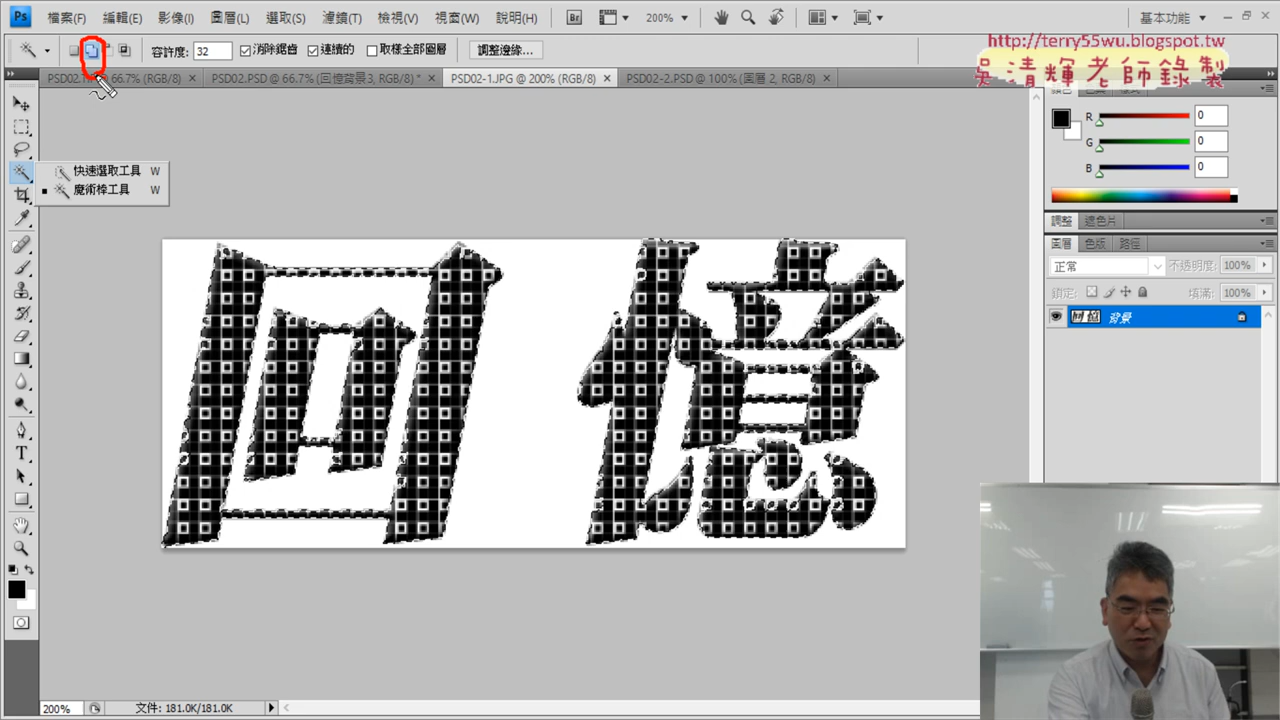 Ps 檔案(F) 編輯(E) 影像(I) 圖層(L) 選取(S) 濾鏡(T) 檢視(V) 視窗(W) 說明(H) Br 200% 基本功能
容許度: 32 消除鋸齒 連續的 取樣全部圖層 調整邊緣...
http://terry55wu.blogspot.tw
吳清輝老師錄製
PSD02.PSD @ 66.7% (回憶背景3, RGB/8) * PSD02-1.JPG @ 200% (RGB/8) PSD02-2.PSD @ 100% (圖層 2, RGB/8)
R 0
G 0
B 0
快速選取工具 W
魔術棒工具 W
調整 遮色片
圖層 色版 路徑
正常 不透明度: 100%
鎖定: 填滿: 100%
背景
回憶
200% 文件: 181.0K/181.0K